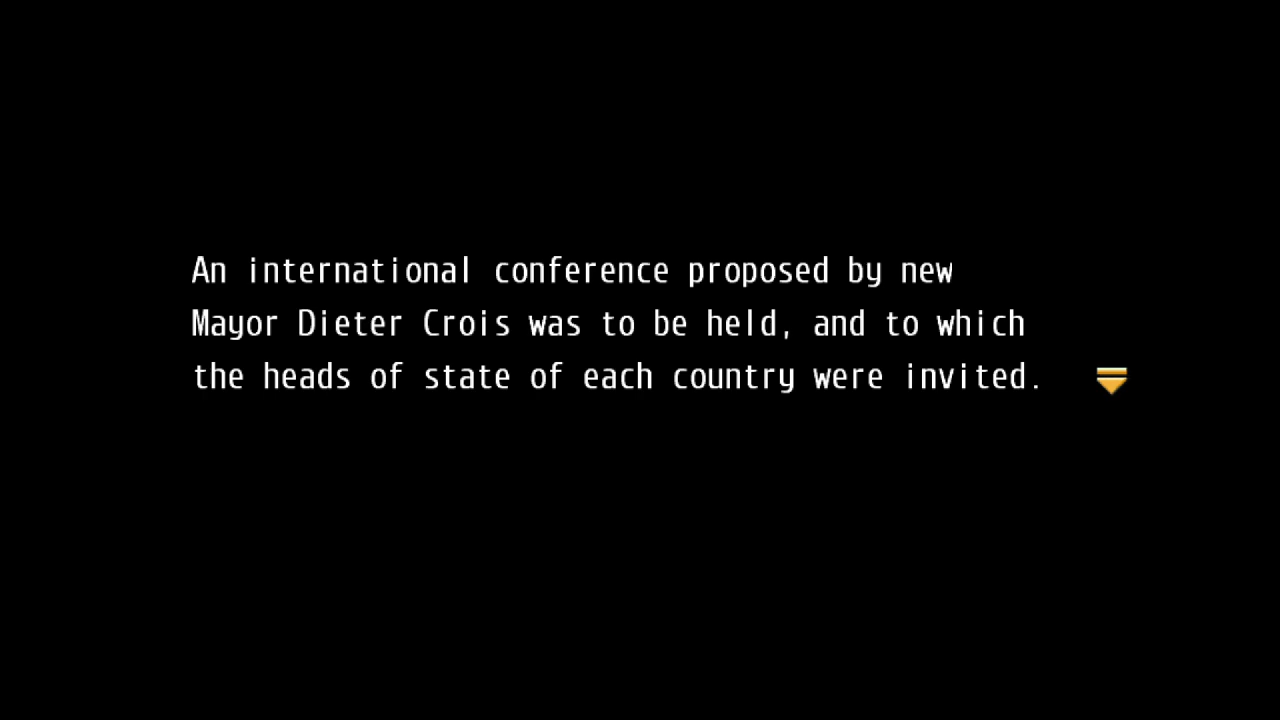 An international conference proposed by new
Mayor Dieter Crois was to be held, and to which
the heads of state of each country were invited.